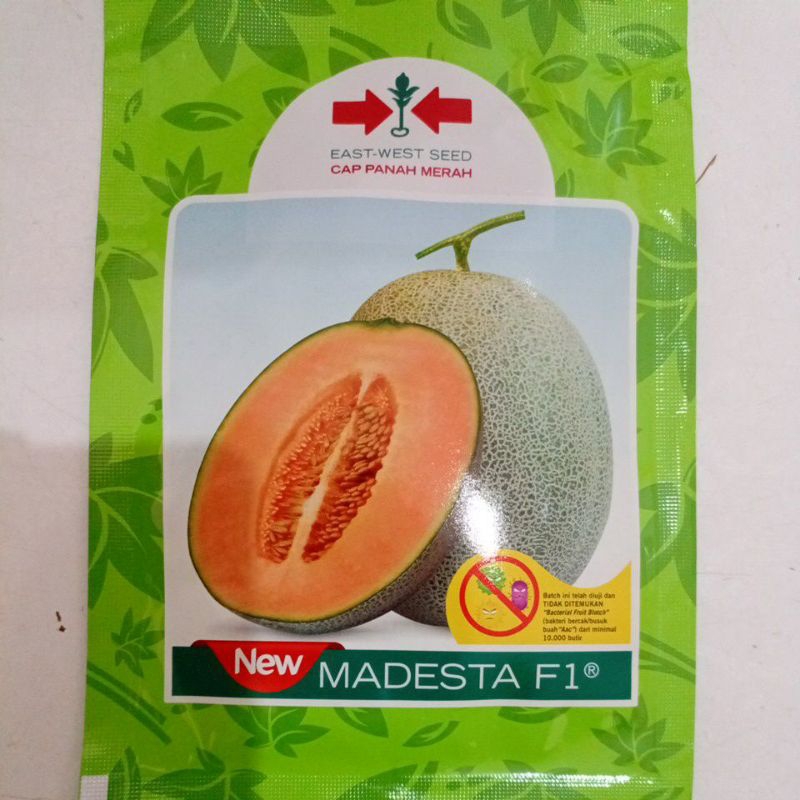 EAST-WEST SEED
CAP PANAH MERAH
Batch ini telah diuji dan
TIDAK DITEMUKAN
"Bacterial Fruit Blotch"
(bakteri bercak/busuk
buah "Aac") dari minimal
10.000 butir
New MADESTA F1®